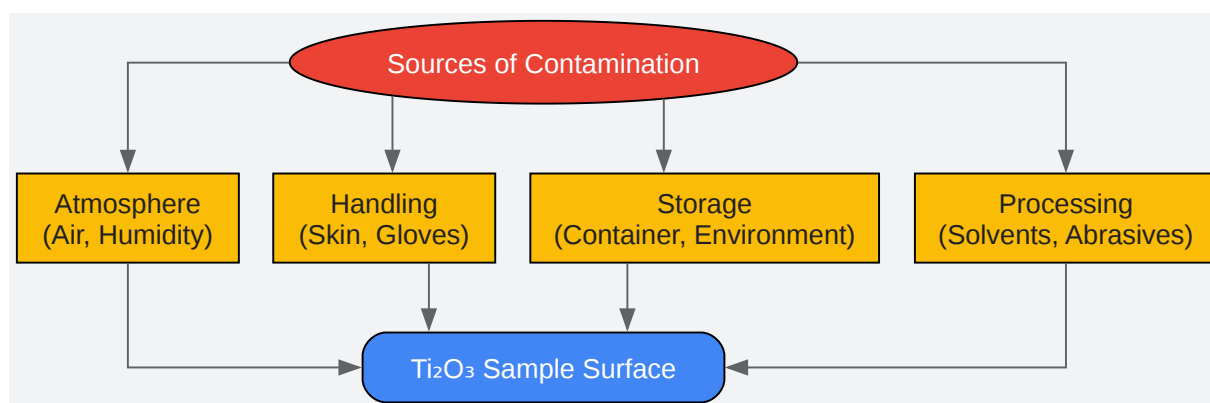 Sources of Contamination
Atmosphere
(Air, Humidity)
Handling
(Skin, Gloves)
Storage
(Container, Environment)
Processing
(Solvents, Abrasives)
Ti₂O₃ Sample Surface